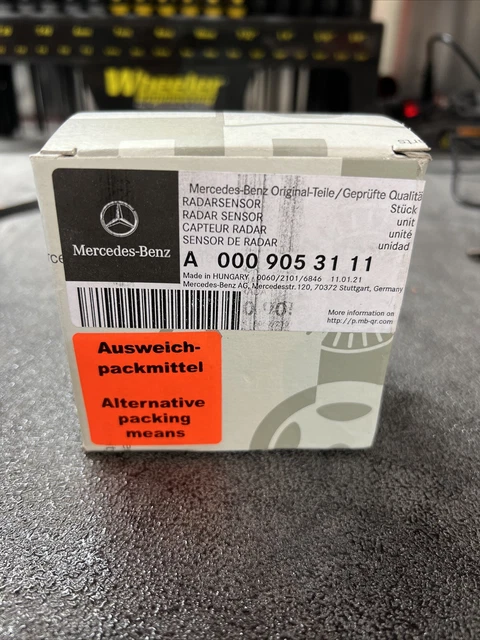 Wheeler
Mercedes-Benz
Mercedes-Benz Original-Teile/Geprüfte Qualitä
RADARSENSOR Stück
RADAR SENSOR unit
CAPTEUR RADAR unité
SENSOR DE RADAR unidad
A 000 905 31 11
Made in HUNGARY 0060/2101/6846 11.01.21
Mercedes-Benz AG, Mercedesstr.120, 70372 Stuttgart, Germany
More information on
http://p.mb-qr.com
Ausweich-
packmittel
Alternative
packing
means